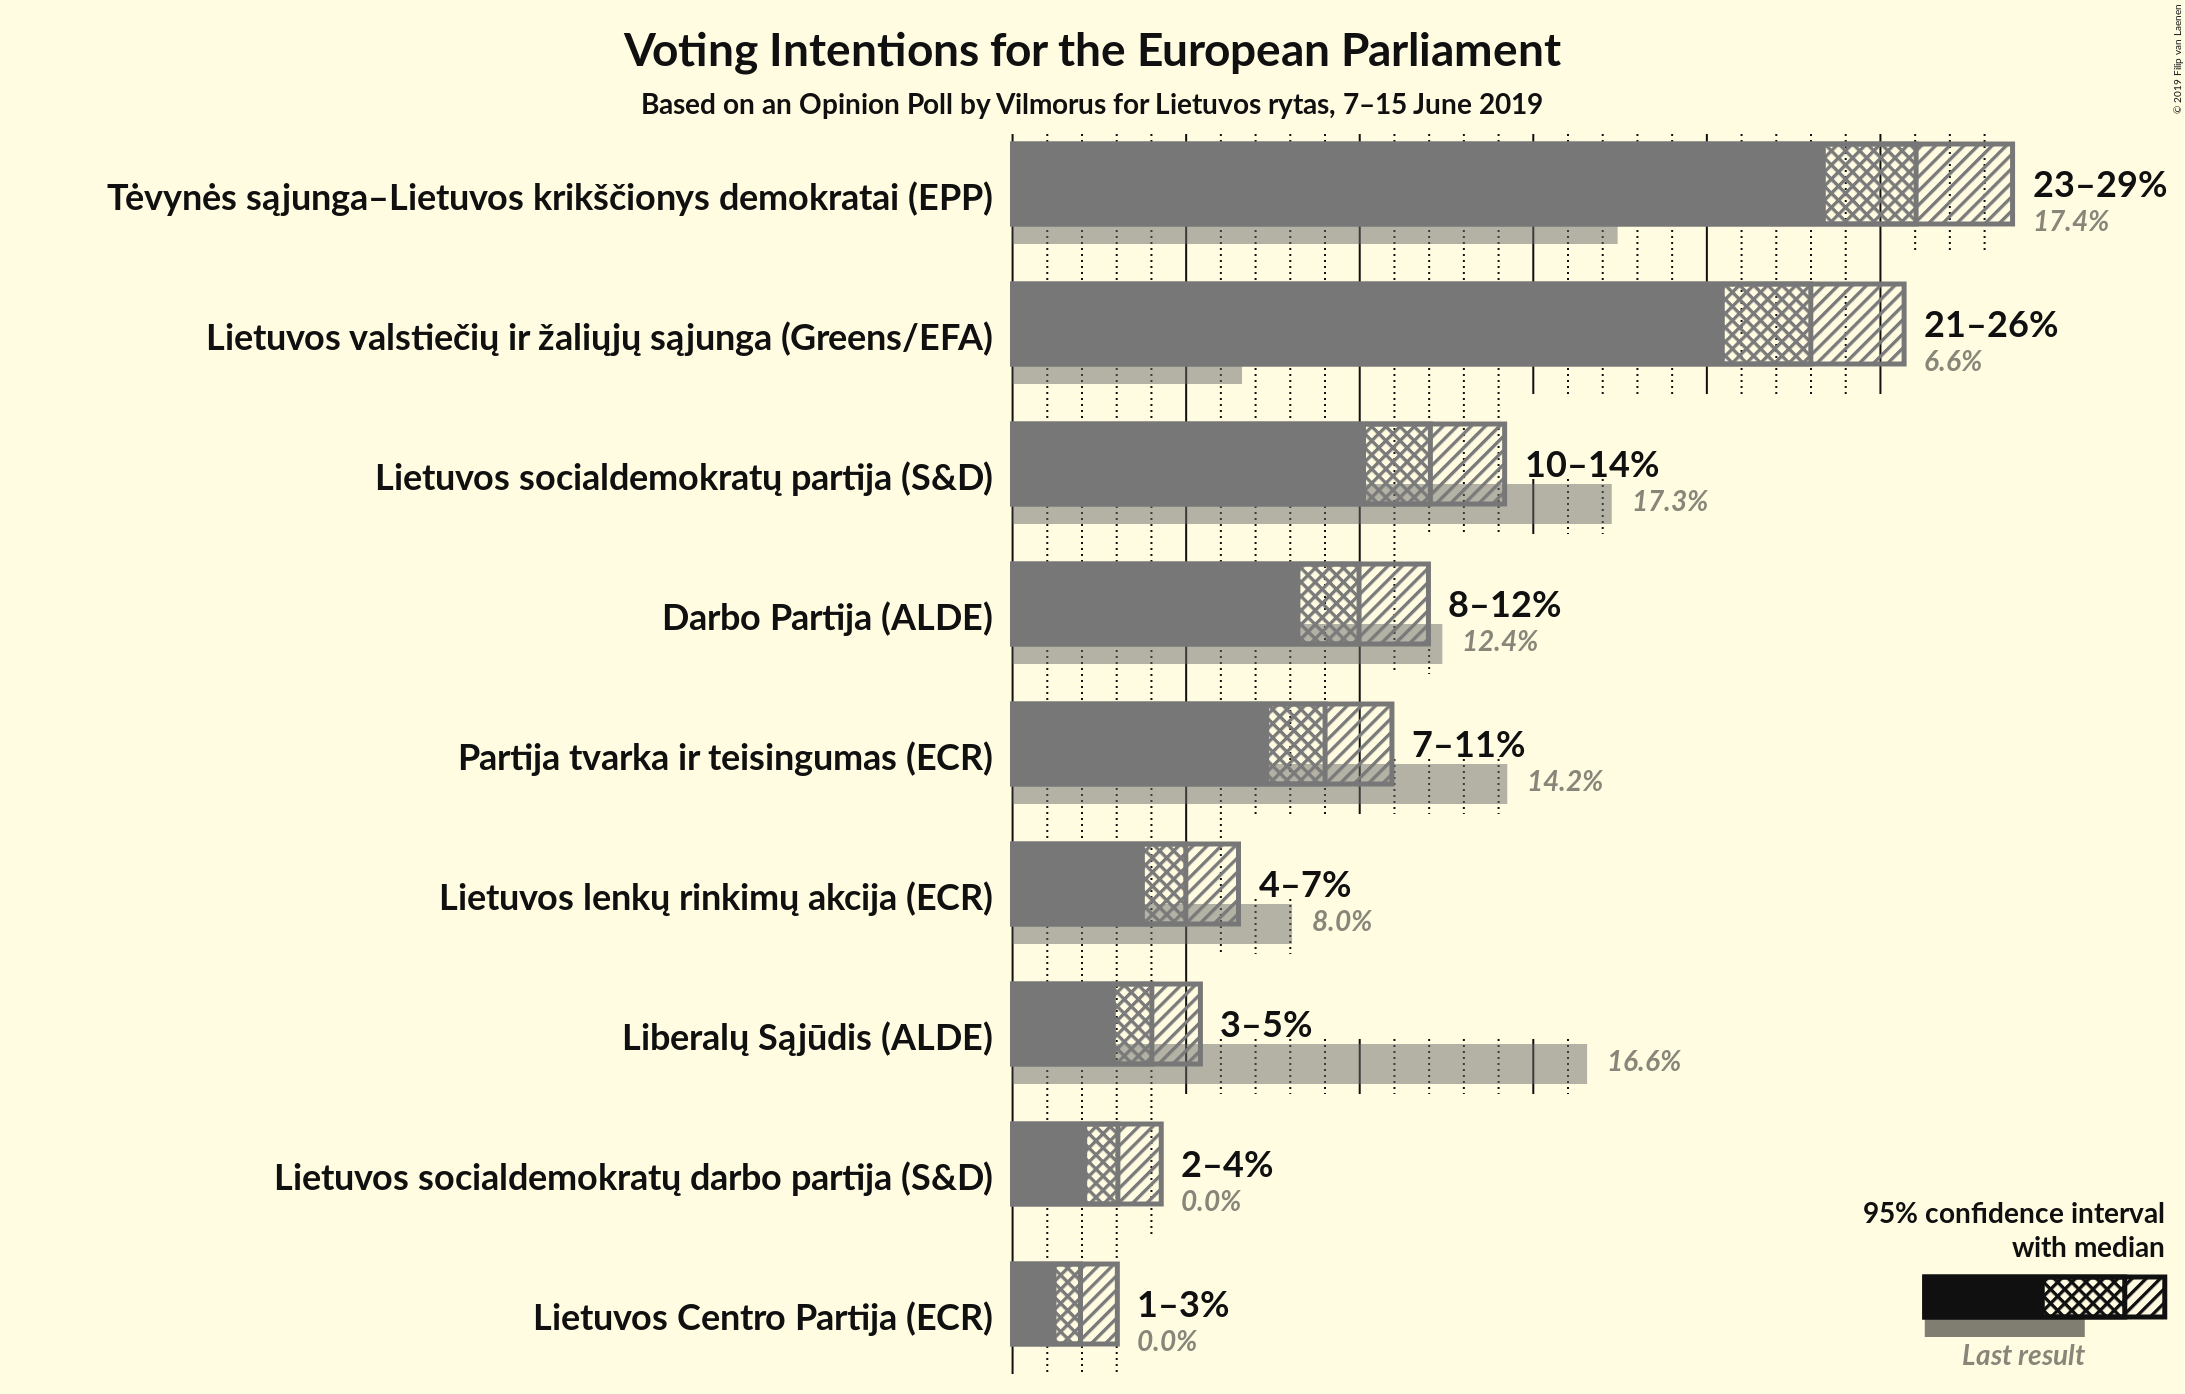 Voting Intentions for the European Parliament
Based on an Opinion Poll by Vilmorus for Lietuvos rytas, 7–15 June 2019
© 2019 Filip van Laenen
Tėvynės sąjunga–Lietuvos krikščionys demokratai (EPP)
23–29%
17.4%
Lietuvos valstiečių ir žaliųjų sąjunga (Greens/EFA)
21–26%
6.6%
Lietuvos socialdemokratų partija (S&D)
10–14%
17.3%
Darbo Partija (ALDE)
8–12%
12.4%
Partija tvarka ir teisingumas (ECR)
7–11%
14.2%
Lietuvos lenkų rinkimų akcija (ECR)
4–7%
8.0%
Liberalų Sąjūdis (ALDE)
3–5%
16.6%
Lietuvos socialdemokratų darbo partija (S&D)
2–4%
0.0%
Lietuvos Centro Partija (ECR)
1–3%
0.0%
95% confidence interval
with median
Last result